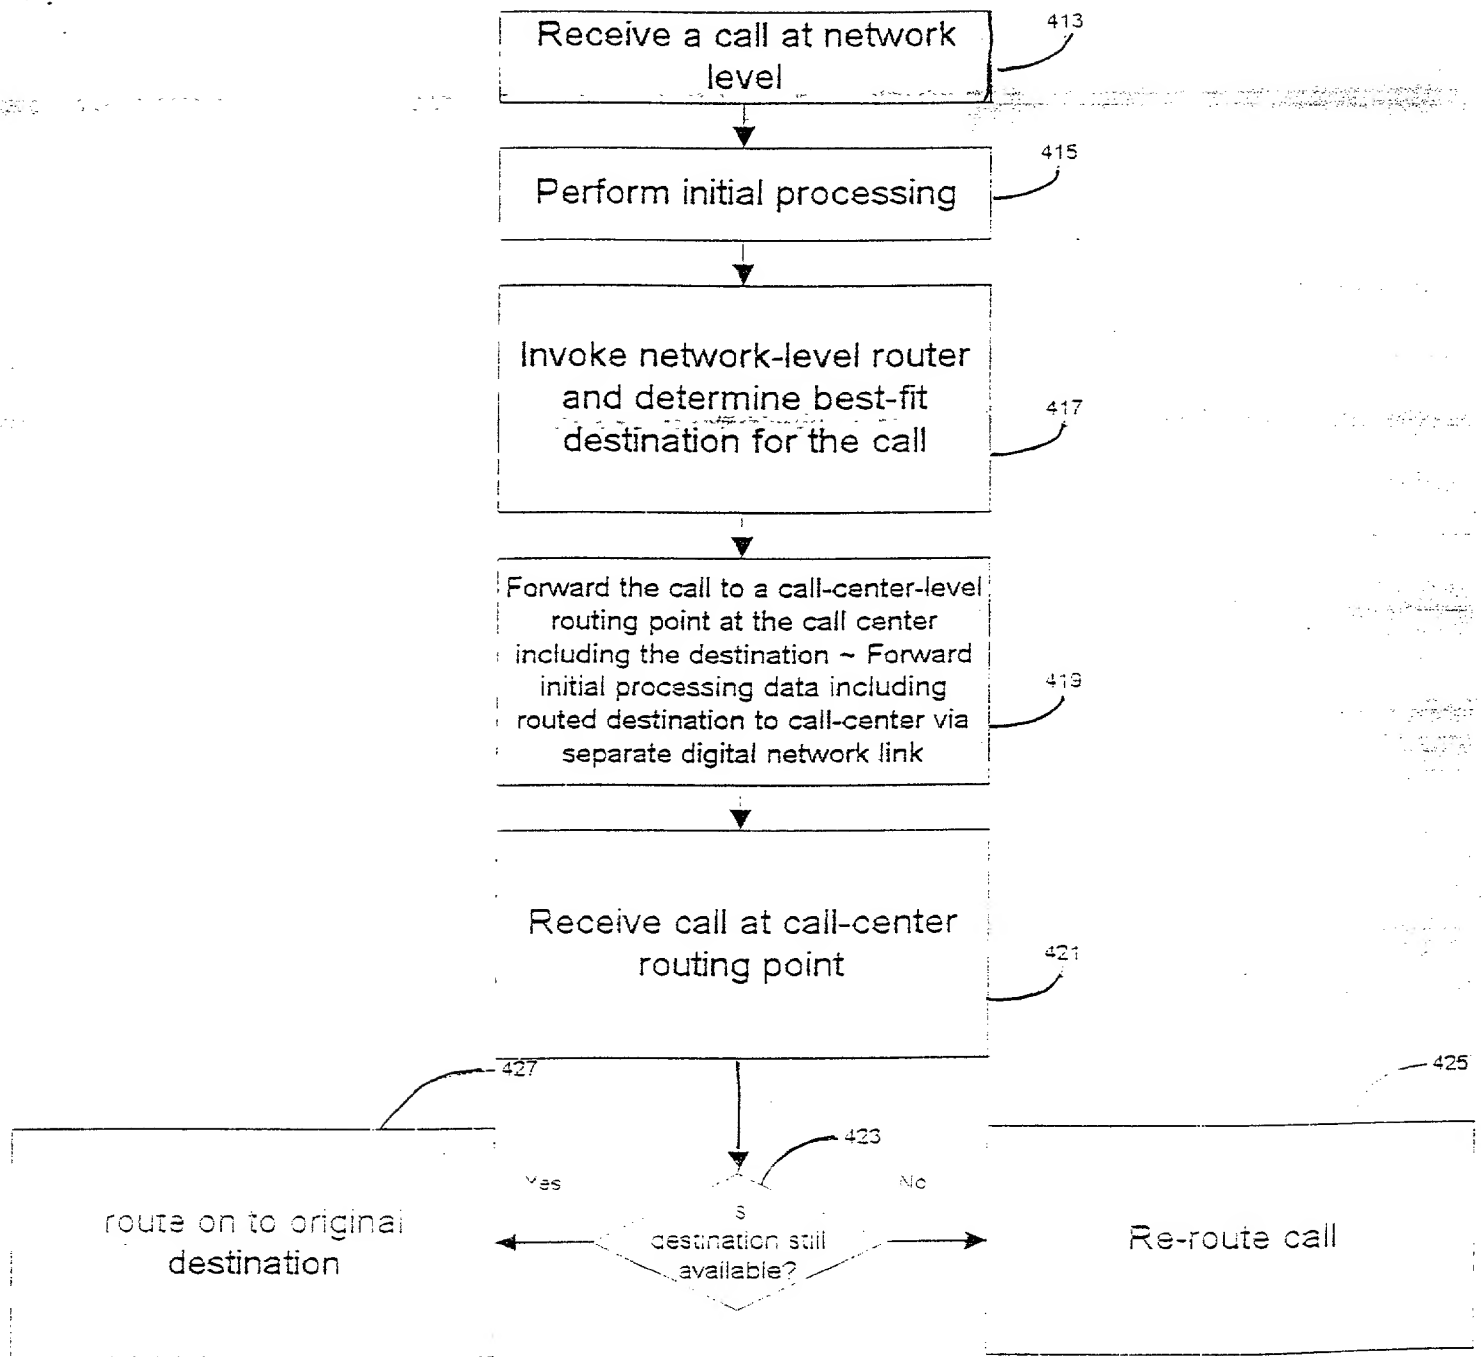 Receive a call at network
level
413
Perform initial processing
415
Invoke network-level router
and determine best-fit
destination for the call
417
Forward the call to a call-center-level
routing point at the call center
including the destination ~ Forward
initial processing data including
routed destination to call-center via
separate digital network link
419
Receive call at call-center
routing point
421
427
425
423
Yes
No
route on to original
destination
s
destination still
available?
Re-route call